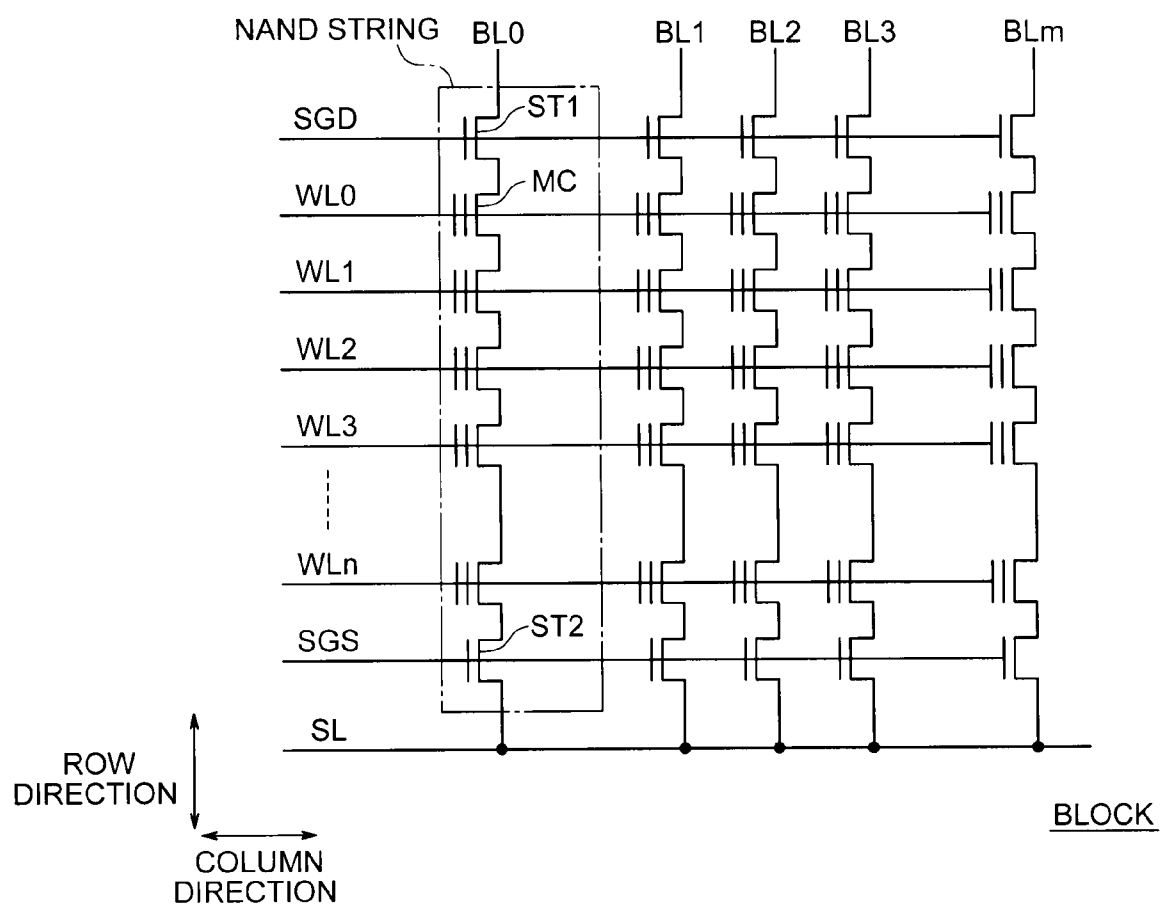 NAND STRING
BL0
BL1
BL2
BL3
BLm
SGD
ST1
WL0
MC
WL1
WL2
WL3
WLn
SGS
ST2
SL
ROW
DIRECTION
COLUMN
DIRECTION
BLOCK